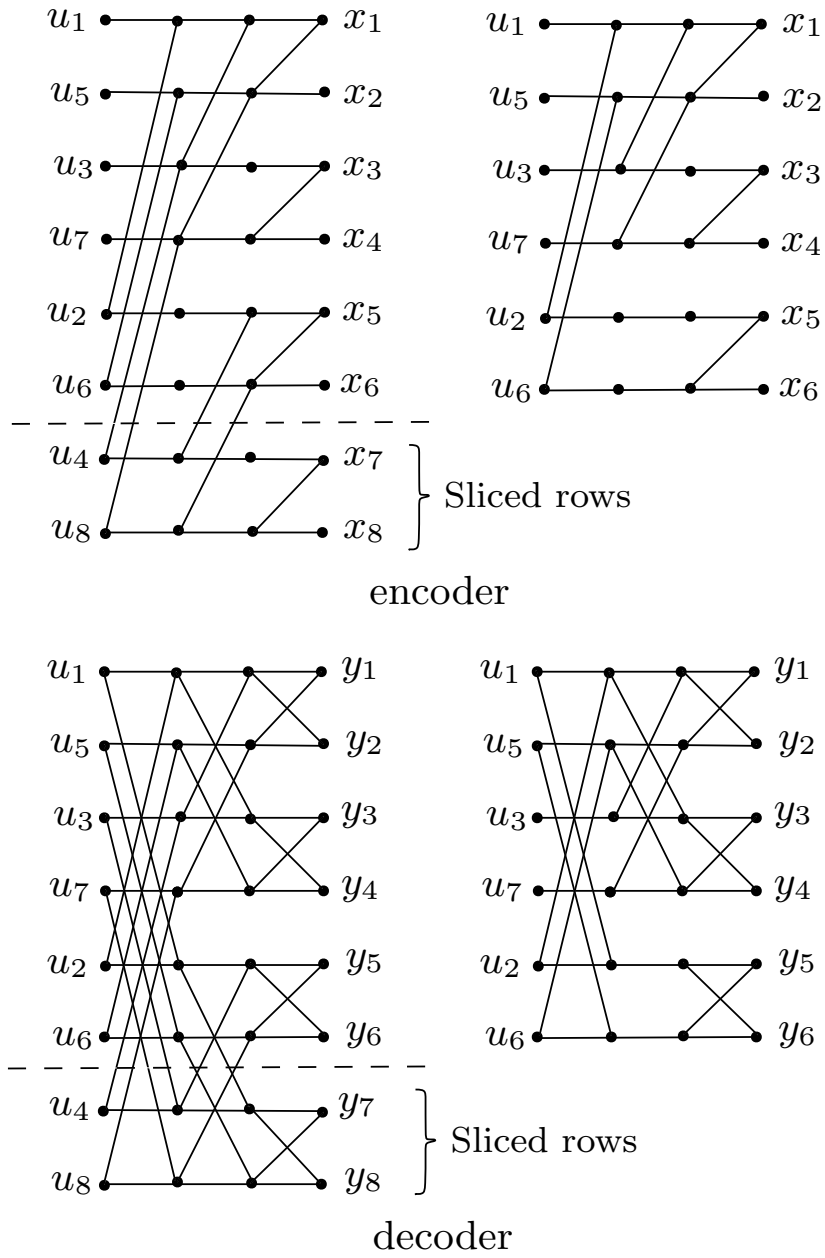 u₁ x₁ u₁ x₁
u₅ x₂ u₅ x₂
u₃ x₃ u₃ x₃
u₇ x₄ u₇ x₄
u₂ x₅ u₂ x₅
u₆ x₆ u₆ x₆
u₄ x₇
Sliced rows
u₈ x₈
encoder
u₁ y₁ u₁ y₁
u₅ y₂ u₅ y₂
u₃ y₃ u₃ y₃
u₇ y₄ u₇ y₄
u₂ y₅ u₂ y₅
u₆ y₆ u₆ y₆
u₄ y₇
Sliced rows
u₈ y₈
decoder